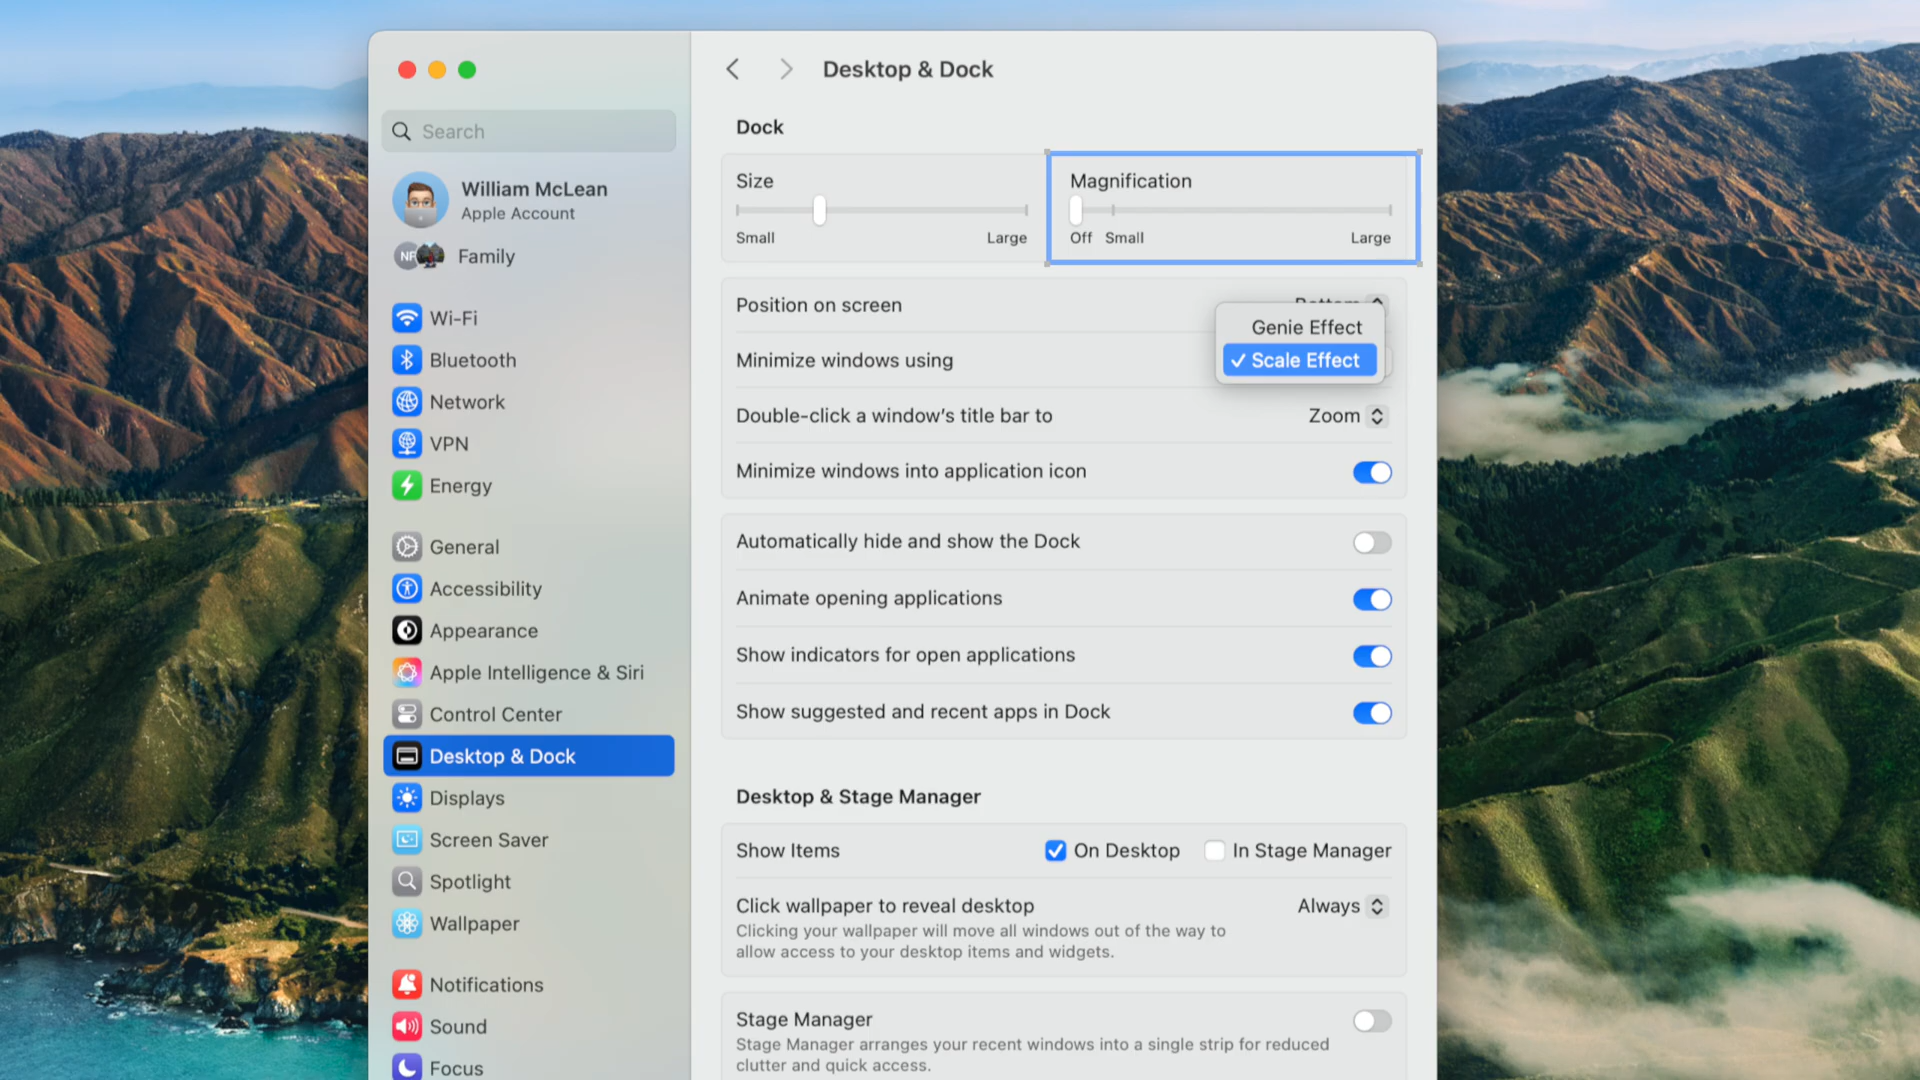 Desktop & Dock
Search
William McLean
Apple Account
NF
Family
Wi-Fi
Bluetooth
Network
VPN
Energy
General
Accessibility
Appearance
Apple Intelligence & Siri
Control Center
Desktop & Dock
Displays
Screen Saver
Spotlight
Wallpaper
Notifications
Sound
Focus
Dock
Size
Small Large
Magnification
Off Small Large
Position on screen
Minimize windows using
Genie Effect
✓ Scale Effect
Double-click a window’s title bar to Zoom
Minimize windows into application icon
Automatically hide and show the Dock
Animate opening applications
Show indicators for open applications
Show suggested and recent apps in Dock
Desktop & Stage Manager
Show Items On Desktop In Stage Manager
Click wallpaper to reveal desktop Always
Clicking your wallpaper will move all windows out of the way to
allow access to your desktop items and widgets.
Stage Manager
Stage Manager arranges your recent windows into a single strip for reduced
clutter and quick access.